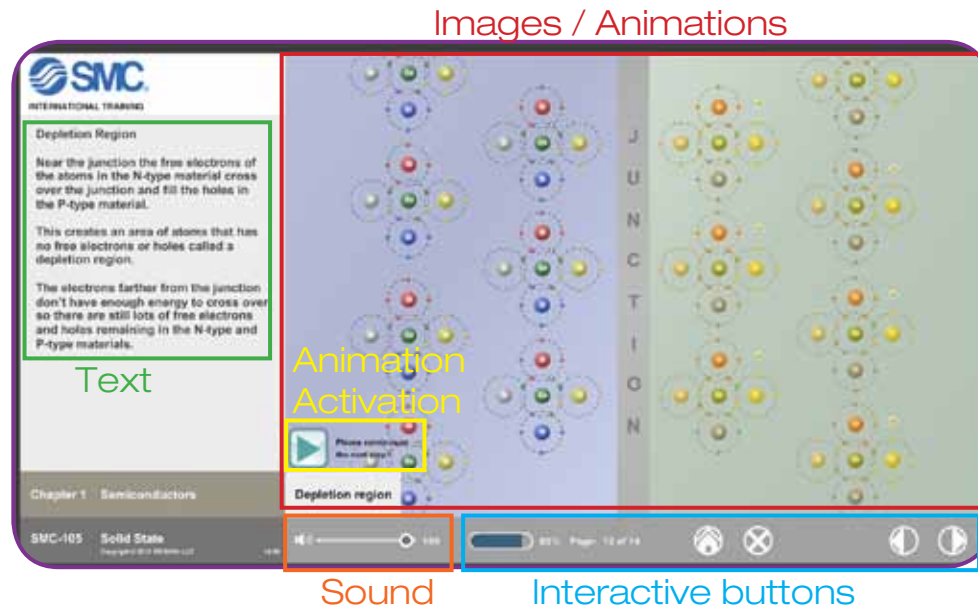 Images / Animations
SMC.
INTERNATIONAL TRAINING
Depletion Region
Near the junction the free electrons of
the atoms in the N-type material cross
over the junction and fill the holes in
the P-type material.
This creates an area of atoms that has
no free electrons or holes called a
depletion region.
The electrons farther from the junction
don't have enough energy to cross over
so there are still lots of free electrons
and holes remaining in the N-type and
P-type materials.
Text
JUNCTION
Animation
Activation
Depletion region
Chapter 1 Semiconductors
SMC-105 Solid State
Page: 12 of 14
Sound
Interactive buttons